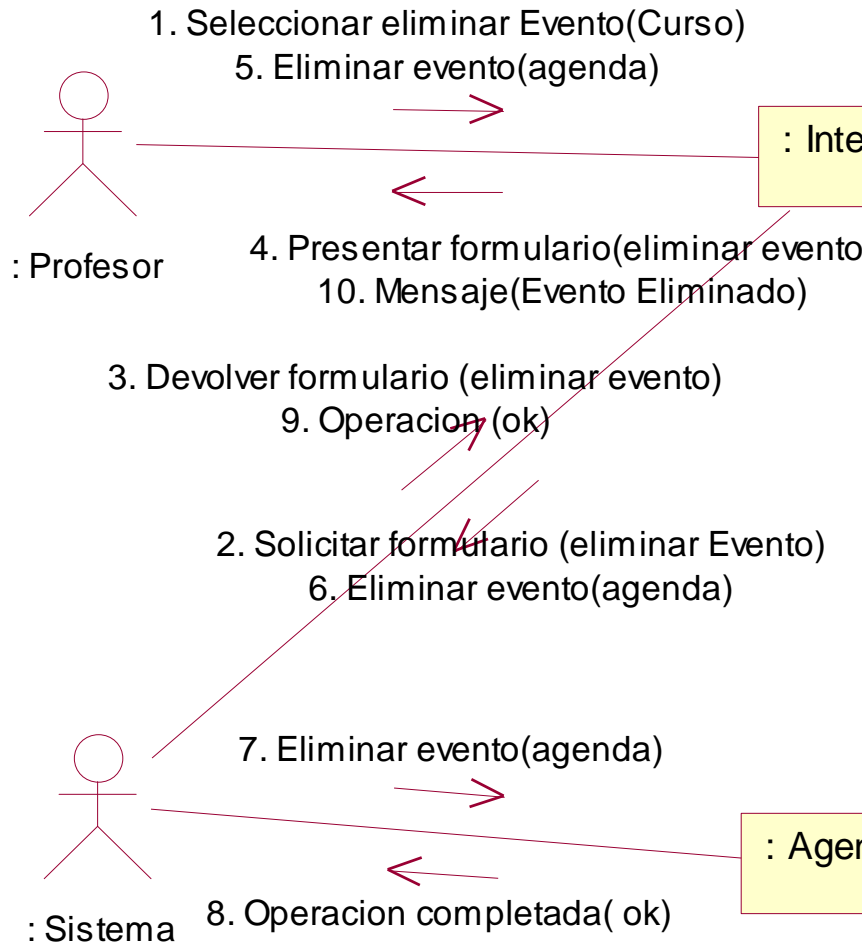 1. Seleccionar eliminar Evento(Curso)
5. Eliminar evento(agenda)
: Inte
: Profesor
4. Presentar formulario(eliminar evento
10. Mensaje(Evento Eliminado)
3. Devolver formulario (eliminar evento)
9. Operacion (ok)
2. Solicitar formulario (eliminar Evento)
6. Eliminar evento(agenda)
7. Eliminar evento(agenda)
: Agen
: Sistema
8. Operacion completada( ok)